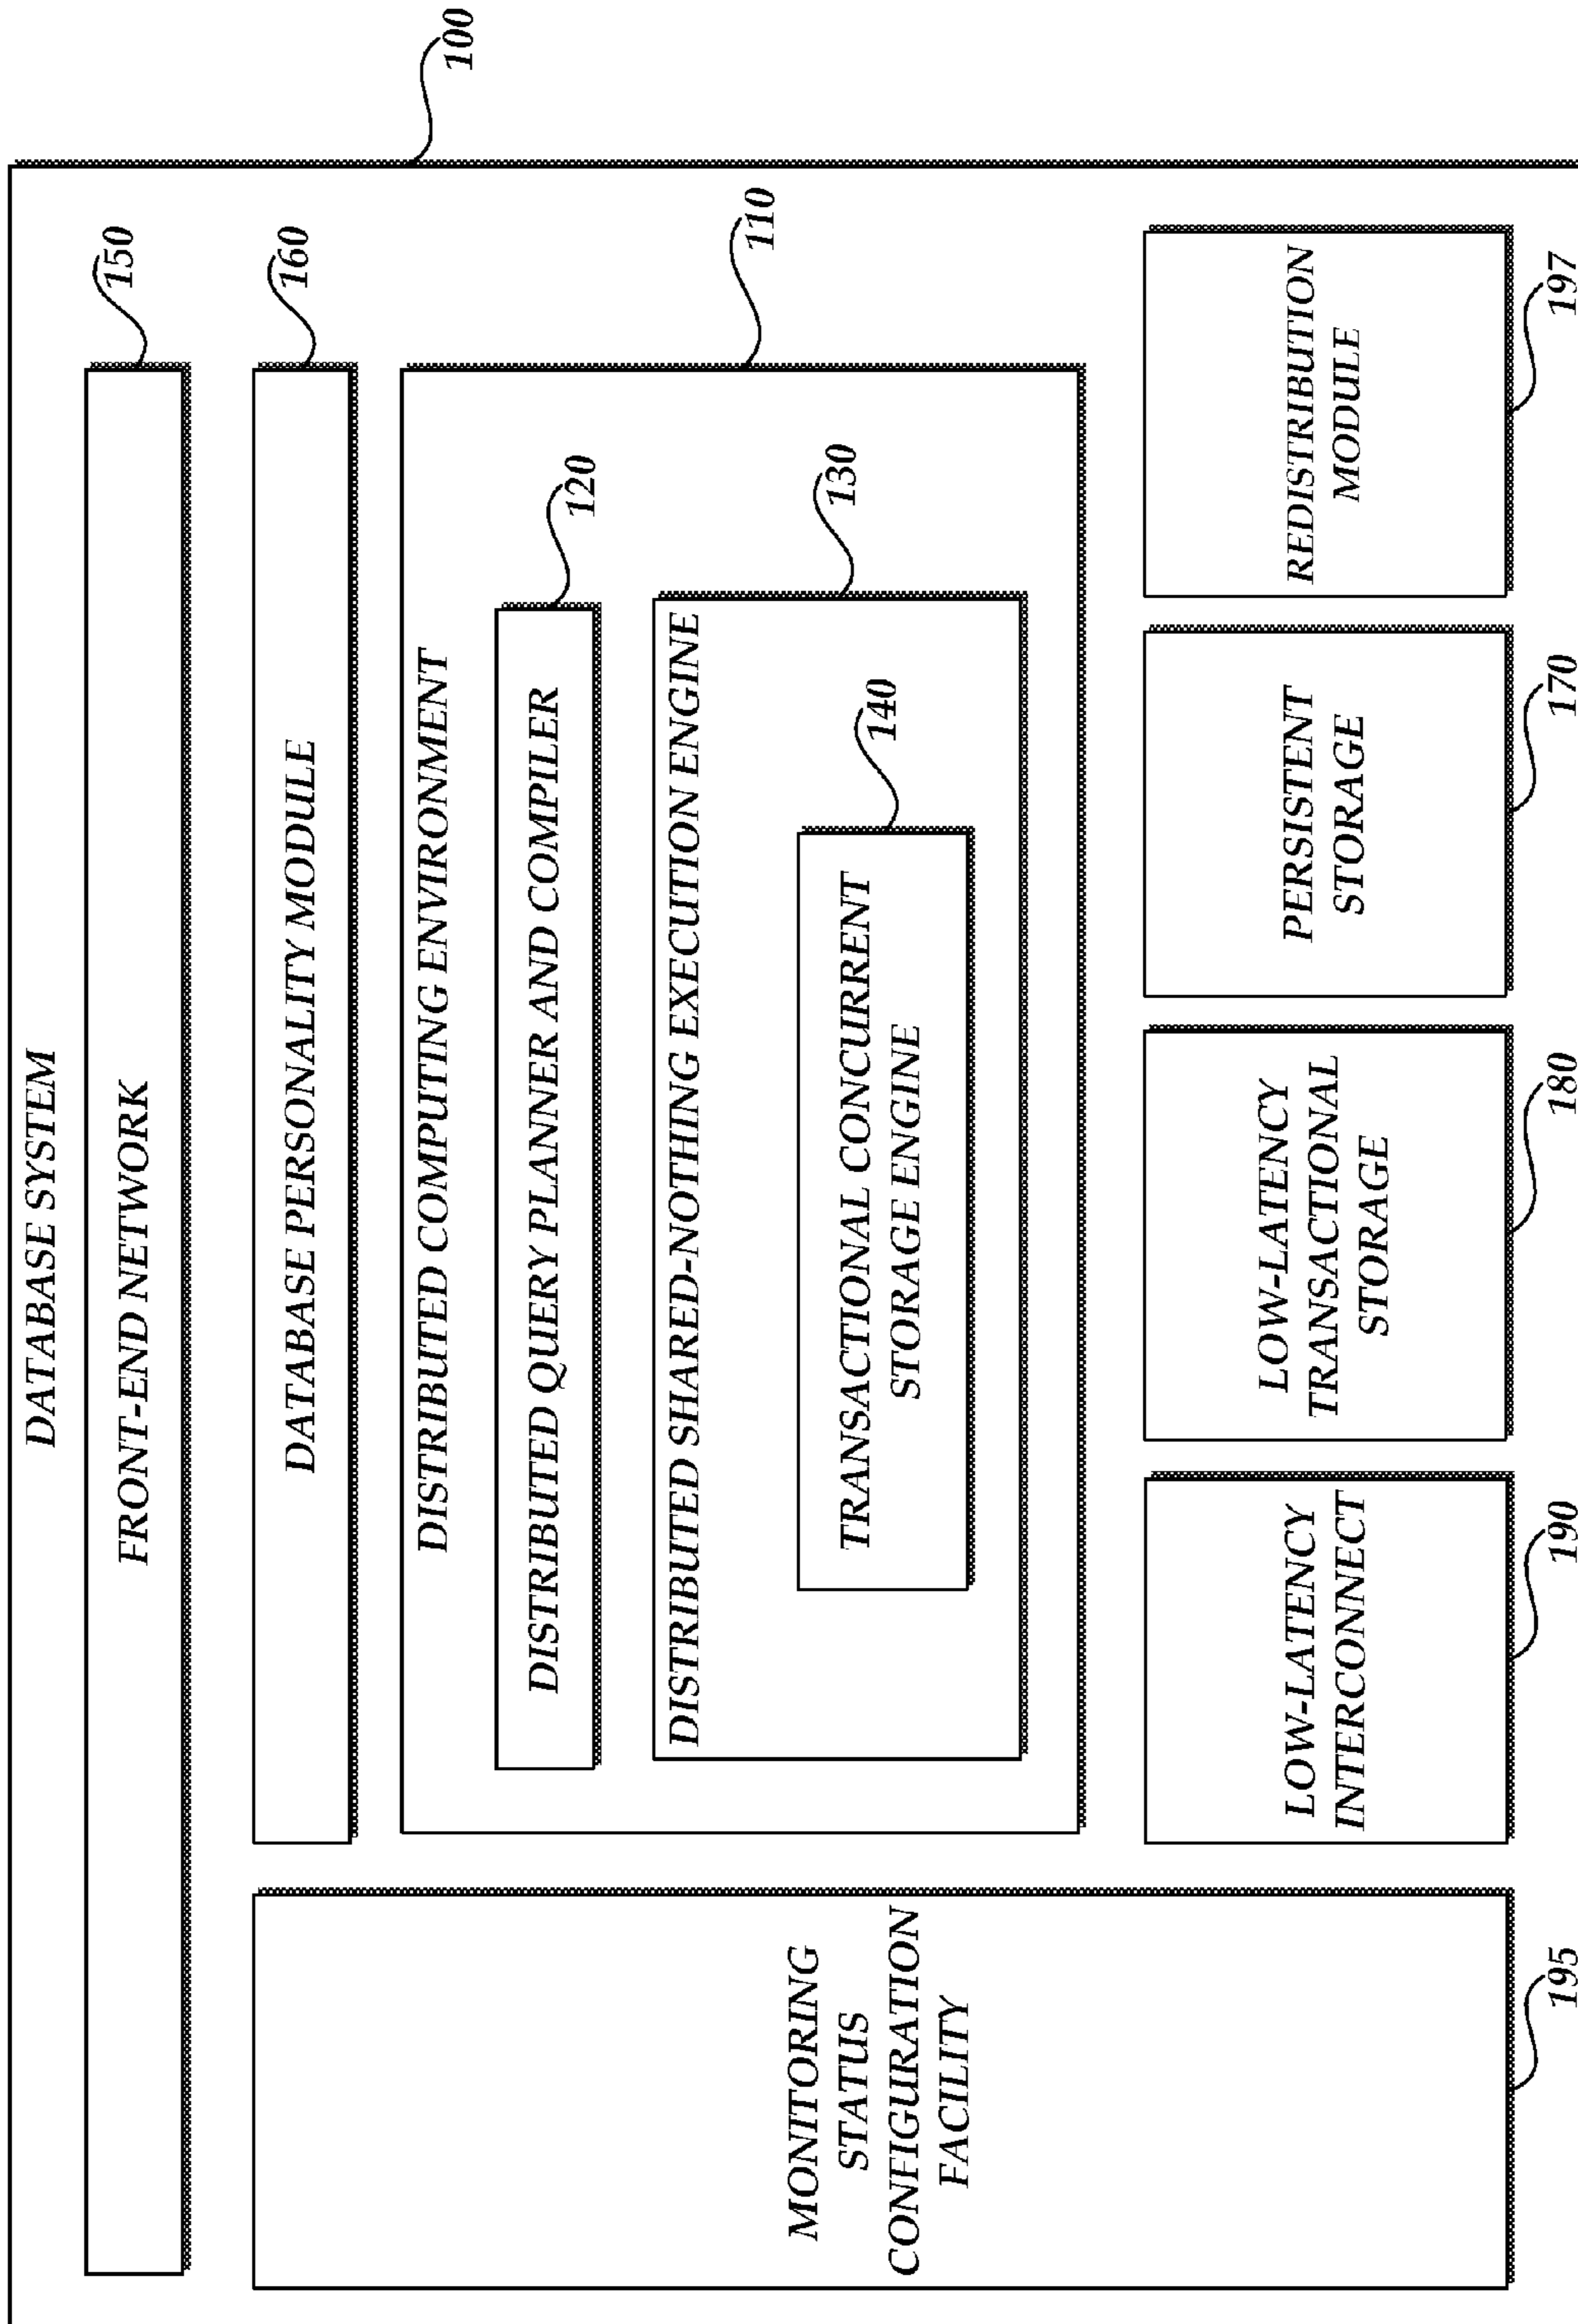 DATABASE SYSTEM
100
FRONT-END NETWORK
150
DATABASE PERSONALITY MODULE
160
DISTRIBUTED COMPUTING ENVIRONMENT
110
DISTRIBUTED QUERY PLANNER AND COMPILER
120
DISTRIBUTED SHARED-NOTHING EXECUTION ENGINE
130
TRANSACTIONAL CONCURRENT
STORAGE ENGINE
140
MONITORING
STATUS
CONFIGURATION
FACILITY
195
LOW-LATENCY
INTERCONNECT
190
LOW-LATENCY
TRANSACTIONAL
STORAGE
180
PERSISTENT
STORAGE
170
REDISTRIBUTION
MODULE
197